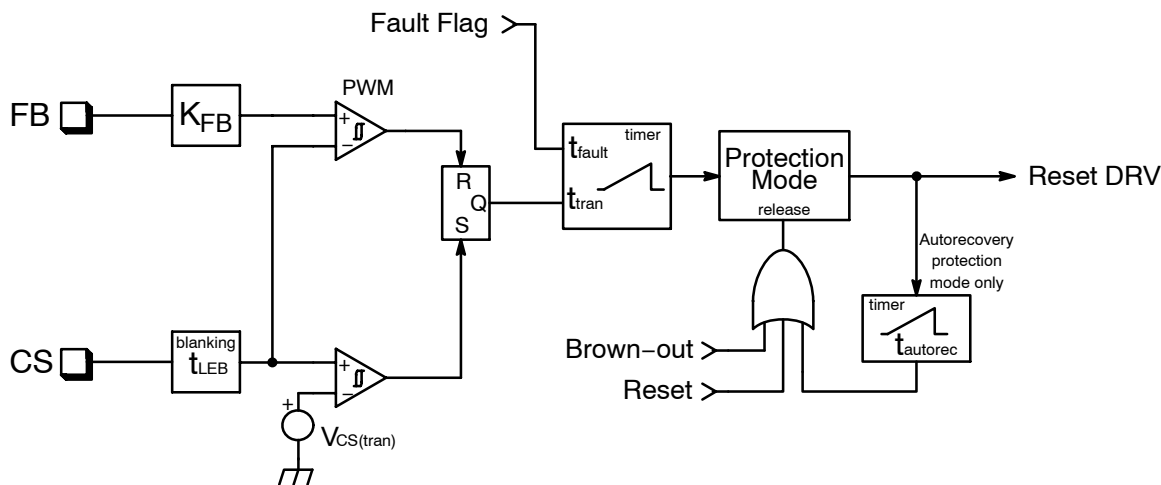 Fault Flag
PWM
FB
KFB
+
−
timer
tfault
ttran
Protection
Mode
release
Reset DRV
R
Q
S
Autorecovery
protection
mode only
timer
tautorec
CS
blanking
tLEB
+
−
Brown−out
Reset
+
VCS(tran)